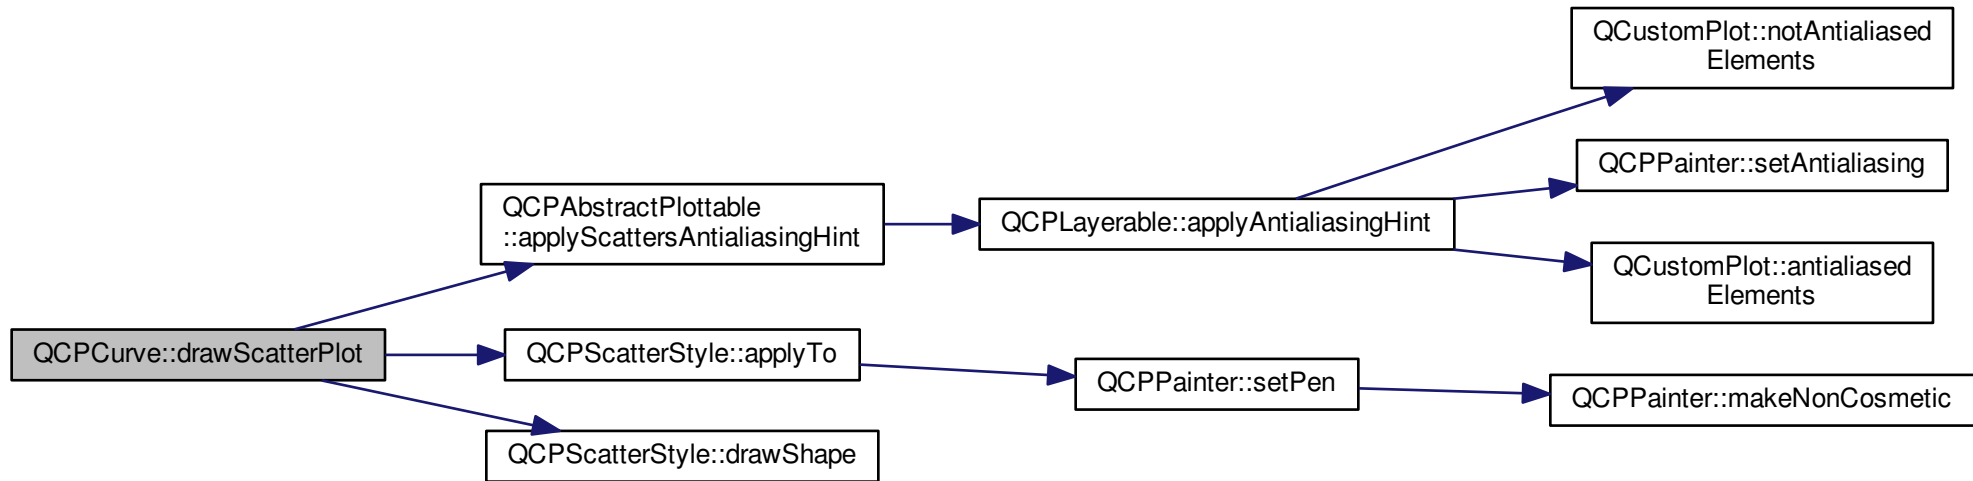 QCPCurve::drawScatterPlot
QCPAbstractPlottable
::applyScattersAntialiasingHint
QCPScatterStyle::applyTo
QCPScatterStyle::drawShape
QCPLayerable::applyAntialiasingHint
QCPPainter::setPen
QCustomPlot::notAntialiased
Elements
QCPPainter::setAntialiasing
QCustomPlot::antialiased
Elements
QCPPainter::makeNonCosmetic